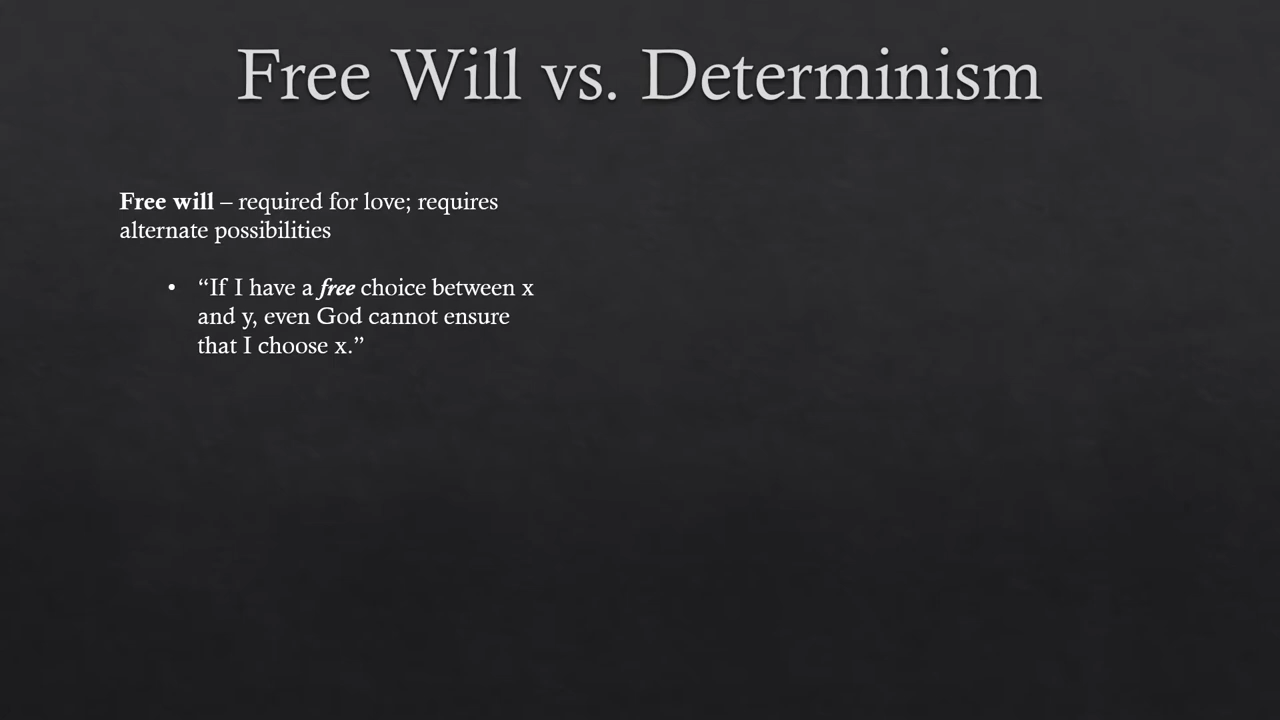 Free Will vs. Determinism
Free will – required for love; requires
alternate possibilities
• “If I have a free choice between x
and y, even God cannot ensure
that I choose x.”